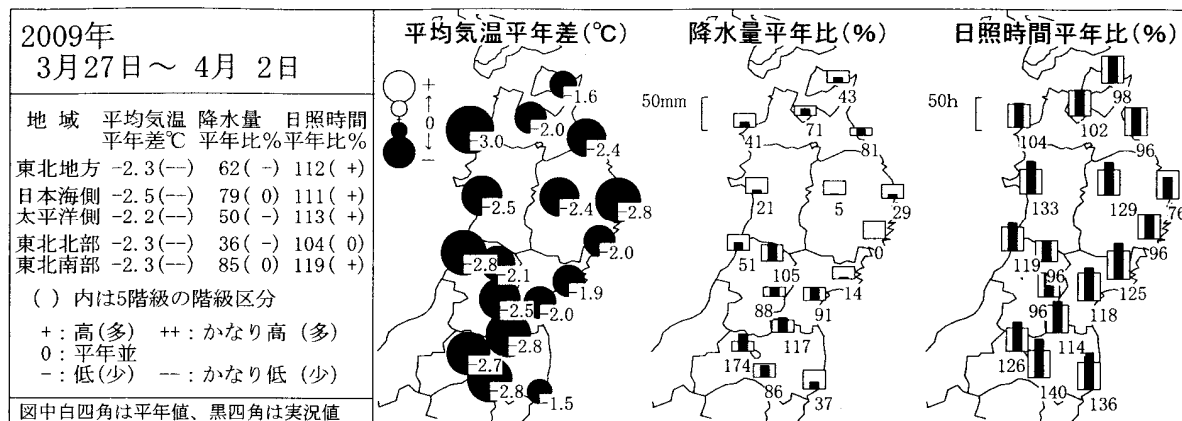 2009年
3月27日～ 4月 2日
地 域 平均気温 降水量 日照時間
平年差℃ 平年比% 平年比%
東北地方 -2.3(--) 62( -) 112( +)
日本海側 -2.5(--) 79( 0) 111( +)
太平洋側 -2.2(--) 50( -) 113( +)
東北北部 -2.3(--) 36( -) 104( 0)
東北南部 -2.3(--) 85( 0) 119( +)
( ) 内は5階級の階級区分
+ : 高(多) ++ : かなり高 (多)
0 : 平年並
- : 低(少) -- : かなり低 (少)
図中白四角は平年値、黒四角は実況値
平均気温平年差(℃)
+
↑
0
↓
-
-1.6
-2.0
-3.0
-2.4
-2.5
-2.4
-2.8
-2.0
-2.8
-2.1
-1.9
-2.5
-2.0
-2.8
-2.7
-2.8
-1.5
降水量平年比(%)
50mm
43
71
41
81
21
5
29
0
51
105
14
88
91
117
174
86
37
日照時間平年比(%)
50h
98
102
104
96
133
129
76
96
119
96
125
96
118
114
126
140
136